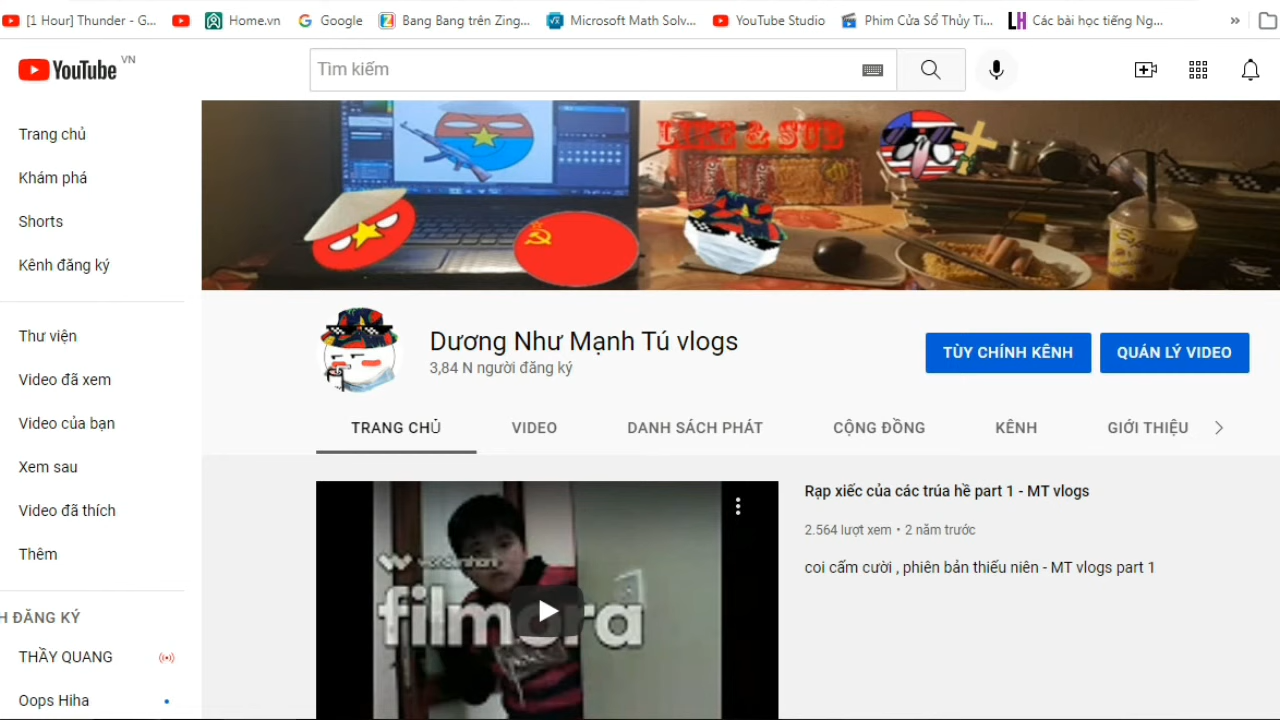 [1 Hour] Thunder - G...
Home.vn
Google
Bang Bang trên Zing...
Microsoft Math Solv...
YouTube Studio
Phim Cửa Sổ Thủy Ti...
LH Các bài học tiếng Ng...
»
YouTube VN
Tìm kiếm
Trang chủ
Khám phá
Shorts
Kênh đăng ký
Thư viện
Video đã xem
Video của bạn
Xem sau
Video đã thích
Thêm
H ĐĂNG KÝ
THẦY QUANG
Oops Hiha
LIKE & SUB
Dương Như Mạnh Tú vlogs
3,84 N người đăng ký
TÙY CHỈNH KÊNH
QUẢN LÝ VIDEO
TRANG CHỦ
VIDEO
DANH SÁCH PHÁT
CỘNG ĐỒNG
KÊNH
GIỚI THIỆU
wondershare
filmora
Rạp xiếc của các trúa hề part 1 - MT vlogs
2.564 lượt xem • 2 năm trước
coi cấm cười , phiên bản thiếu niên - MT vlogs part 1